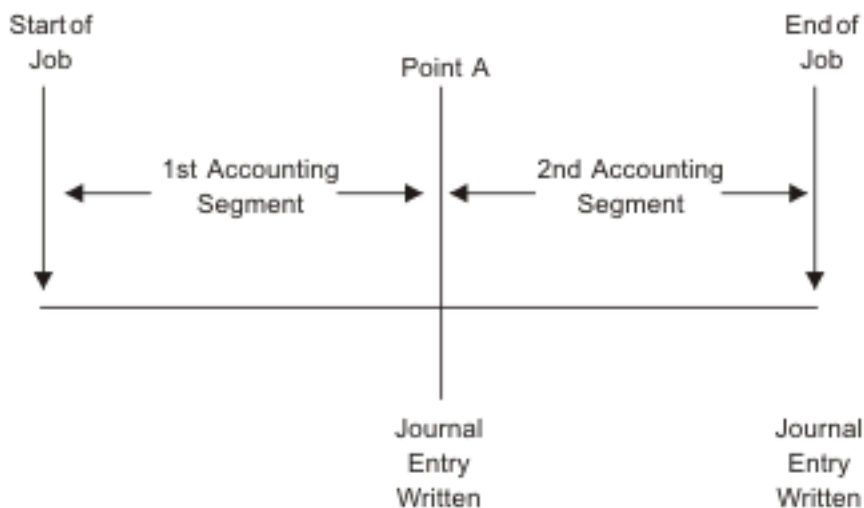 Start of
Job
Point A
End of
Job
1st Accounting
Segment
2nd Accounting
Segment
Journal
Entry
Written
Journal
Entry
Written